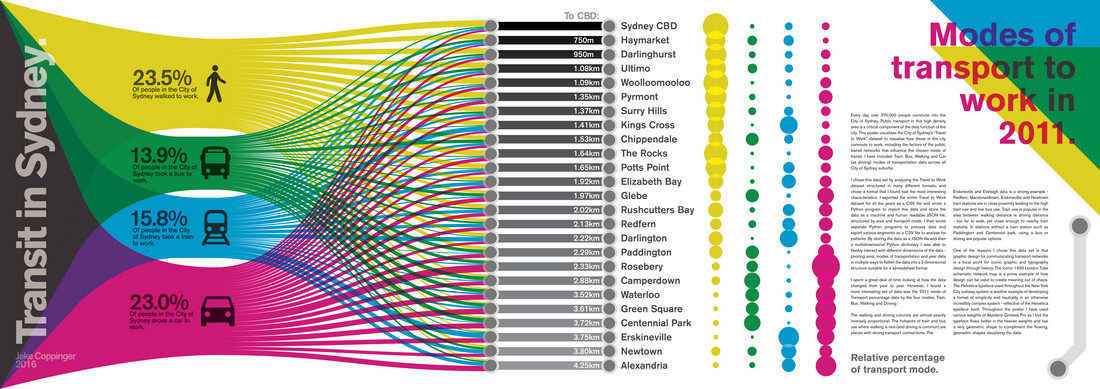 Transit in Sydney.
Jake Coppinger
2016
23.5%
Of people in the City of
Sydney walked to work.
13.9%
Of people in the City of
Sydney took a bus to
work.
15.8%
Of people in the City
of Sydney took a train
to work.
23.0%
Of people in the City of
Sydney drove a car to
work.
To CBD:
Sydney CBD
750m Haymarket
950m Darlinghurst
1.08km Ultimo
1.09km Woolloomooloo
1.35km Pyrmont
1.37km Surry Hills
1.41km Kings Cross
1.53km Chippendale
1.64km The Rocks
1.65km Potts Point
1.92km Elizabeth Bay
1.97km Glebe
2.02km Rushcutters Bay
2.13km Redfern
2.22km Darlington
2.29km Paddington
2.33km Rosebery
2.88km Camperdown
3.52km Waterloo
3.61km Green Square
3.72km Centennial Park
3.75km Erskineville
3.80km Newtown
4.25km Alexandria
Modes of
transport to
work in
2011.
Every day over 370,000 people commute into the
City of Sydney. Public transport in this high density
area is a critical component of the daily function of the
city. This poster visualises the City of Sydney's "Travel
to Work" dataset to visualise how those in the city
commute to work, including the factors of the public
transit networks that influence the chosen mode of
transit. I have included Train, Bus, Walking and Car
(as driving) modes of transportation data across all
City of Sydney suburbs.
I chose this data set by analysing the Travel to Work
dataset structured in many different formats, and
chose a format that I found had the most interesting
characteristics. I exported the entire Travel to Work
dataset for all the years as a CSV file and wrote a
Python program to import this data and store the
data as a machine and human readable JSON file,
structured by area and transport mode. I then wrote
separate Python programs to process data and
export various segments as a CSV file to analyse for
patterns. By storing the data as a JSON file and then
a multidimensional Python dictionary I was able to
flexibly interact with different dimensions of the data -
pivoting area, modes of transportation and year data
in multiple ways to flatten the data into a 2 dimensional
structure suitable for a spreadsheet format.
I spent a great deal of time looking at how the data
changed from year to year. However, I found a
more interesting set of data was the 2011 mode of
Transport percentage data by the four modes, Train,
Bus, Walking and Driving.
The walking and driving columns are almost exactly
inversely proportional. The hotspots of train and bus
use where walking is rare (and driving is common) are
places with strong transport connections. The
Erskineville and Eveleigh data is a strong example -
Redfern, Macdonaldtown, Erskineville and Newtown
train stations are in close proximity leading to the high
train use and low bus use. Train use is popular in the
area between walking distance is driving distance
- too far to walk, yet close enough to nearby train
stations. In stations without a train station such as
Paddington and Centennial park, using a bus or
driving are popular options.
One of the reasons I chose this data set is that
graphic design for communicating transport networks
is a focal point for iconic graphic and typography
design through history. The iconic 1930 London Tube
schematic network map is a prime example of how
design can be used to create meaning out of chaos.
The Helvetica typeface used throughout the New York
City subway system is another example of developing
a format of simplicity and neutrality in an otherwise
incredibly complex system - reflective of the Helvetica
typeface itself. Throughout the poster I have used
various weights of Akzidenz-Grotesk Pro as I find the
typeface flows better in the heavier weights and has
a very geometric shape to compliment the flowing,
geometric shapes visualising the data.
Relative percentage
of transport mode.